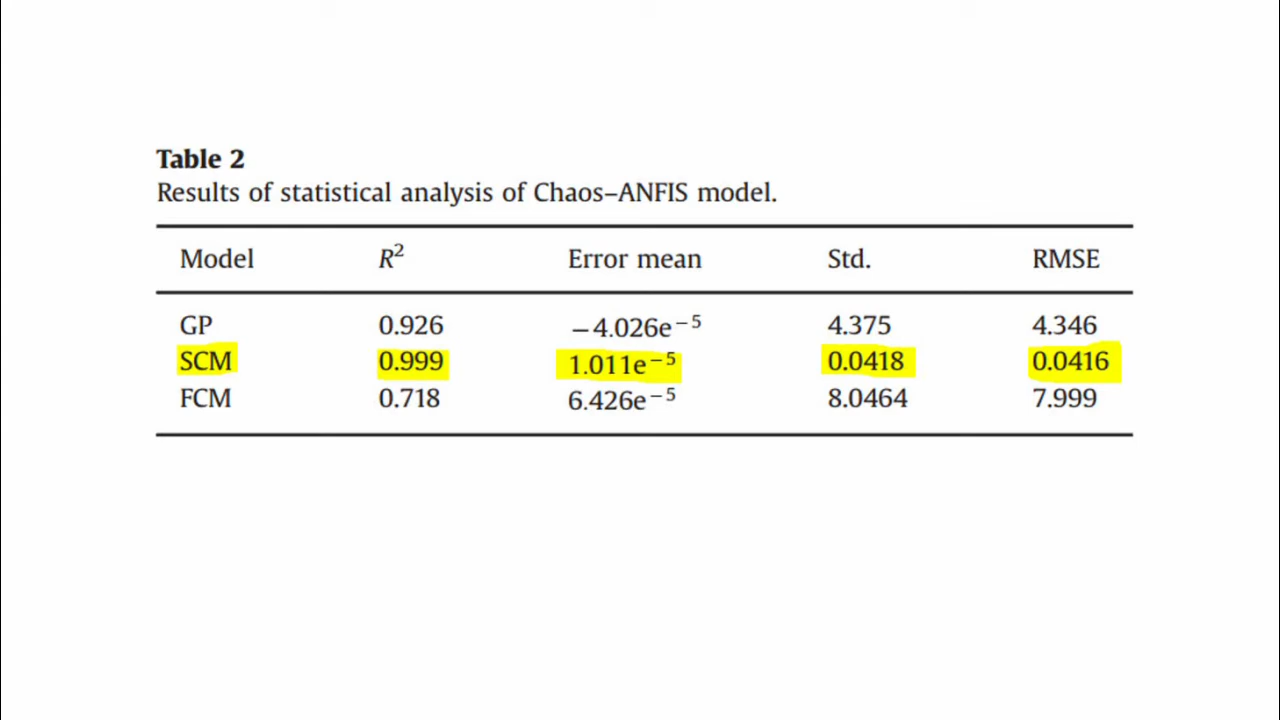 Table 2
Results of statistical analysis of Chaos–ANFIS model.
Model R² Error mean Std. RMSE
GP 0.926 −4.026e⁻⁵ 4.375 4.346
SCM 0.999 1.011e⁻⁵ 0.0418 0.0416
FCM 0.718 6.426e⁻⁵ 8.0464 7.999